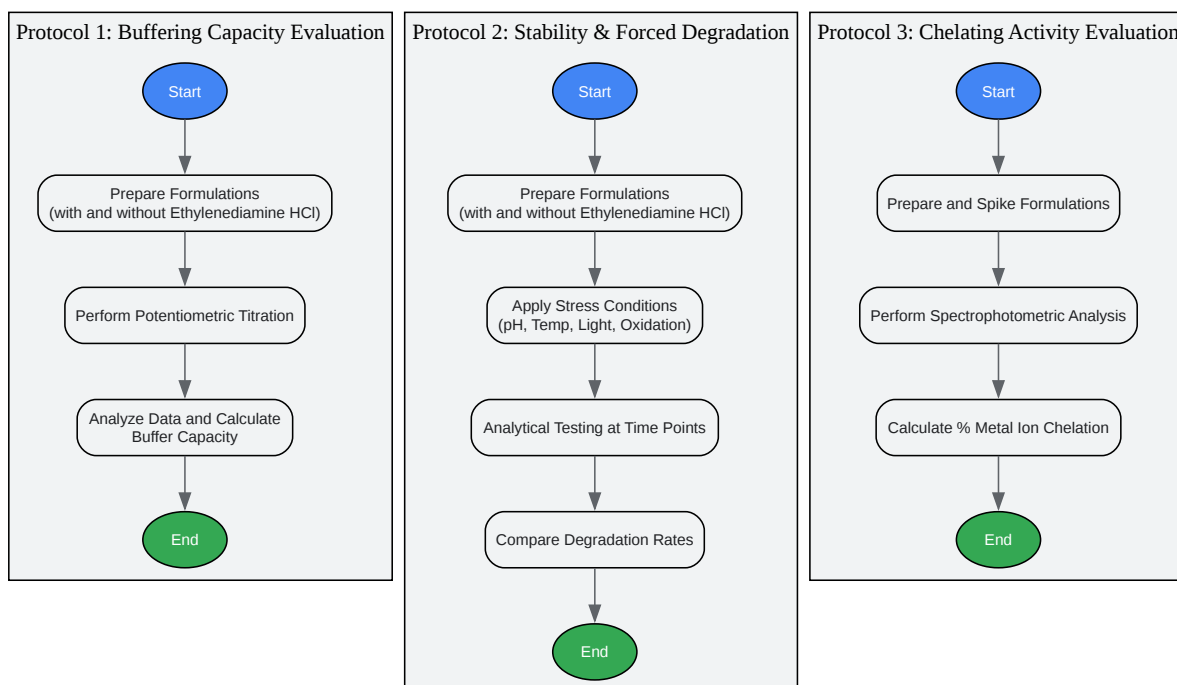 Protocol 1: Buffering Capacity Evaluation
Start
Prepare Formulations
(with and without Ethylenediamine HCl)
Perform Potentiometric Titration
Analyze Data and Calculate
Buffer Capacity
End
Protocol 2: Stability & Forced Degradation
Start
Prepare Formulations
(with and without Ethylenediamine HCl)
Apply Stress Conditions
(pH, Temp, Light, Oxidation)
Analytical Testing at Time Points
Compare Degradation Rates
End
Protocol 3: Chelating Activity Evaluation
Start
Prepare and Spike Formulations
Perform Spectrophotometric Analysis
Calculate % Metal Ion Chelation
End